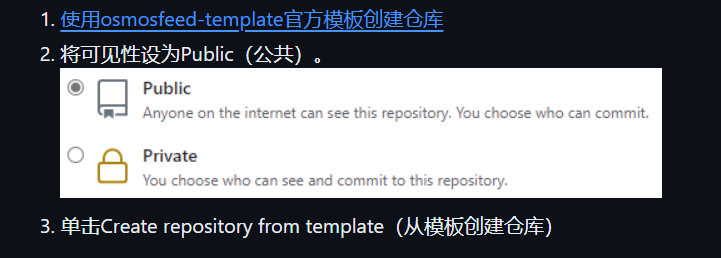 1. 使用osmosfeed-template官方模板创建仓库
2. 将可见性设为Public（公共）。
Public
Anyone on the internet can see this repository. You choose who can commit.
Private
You choose who can see and commit to this repository.
3. 单击Create repository from template（从模板创建仓库）